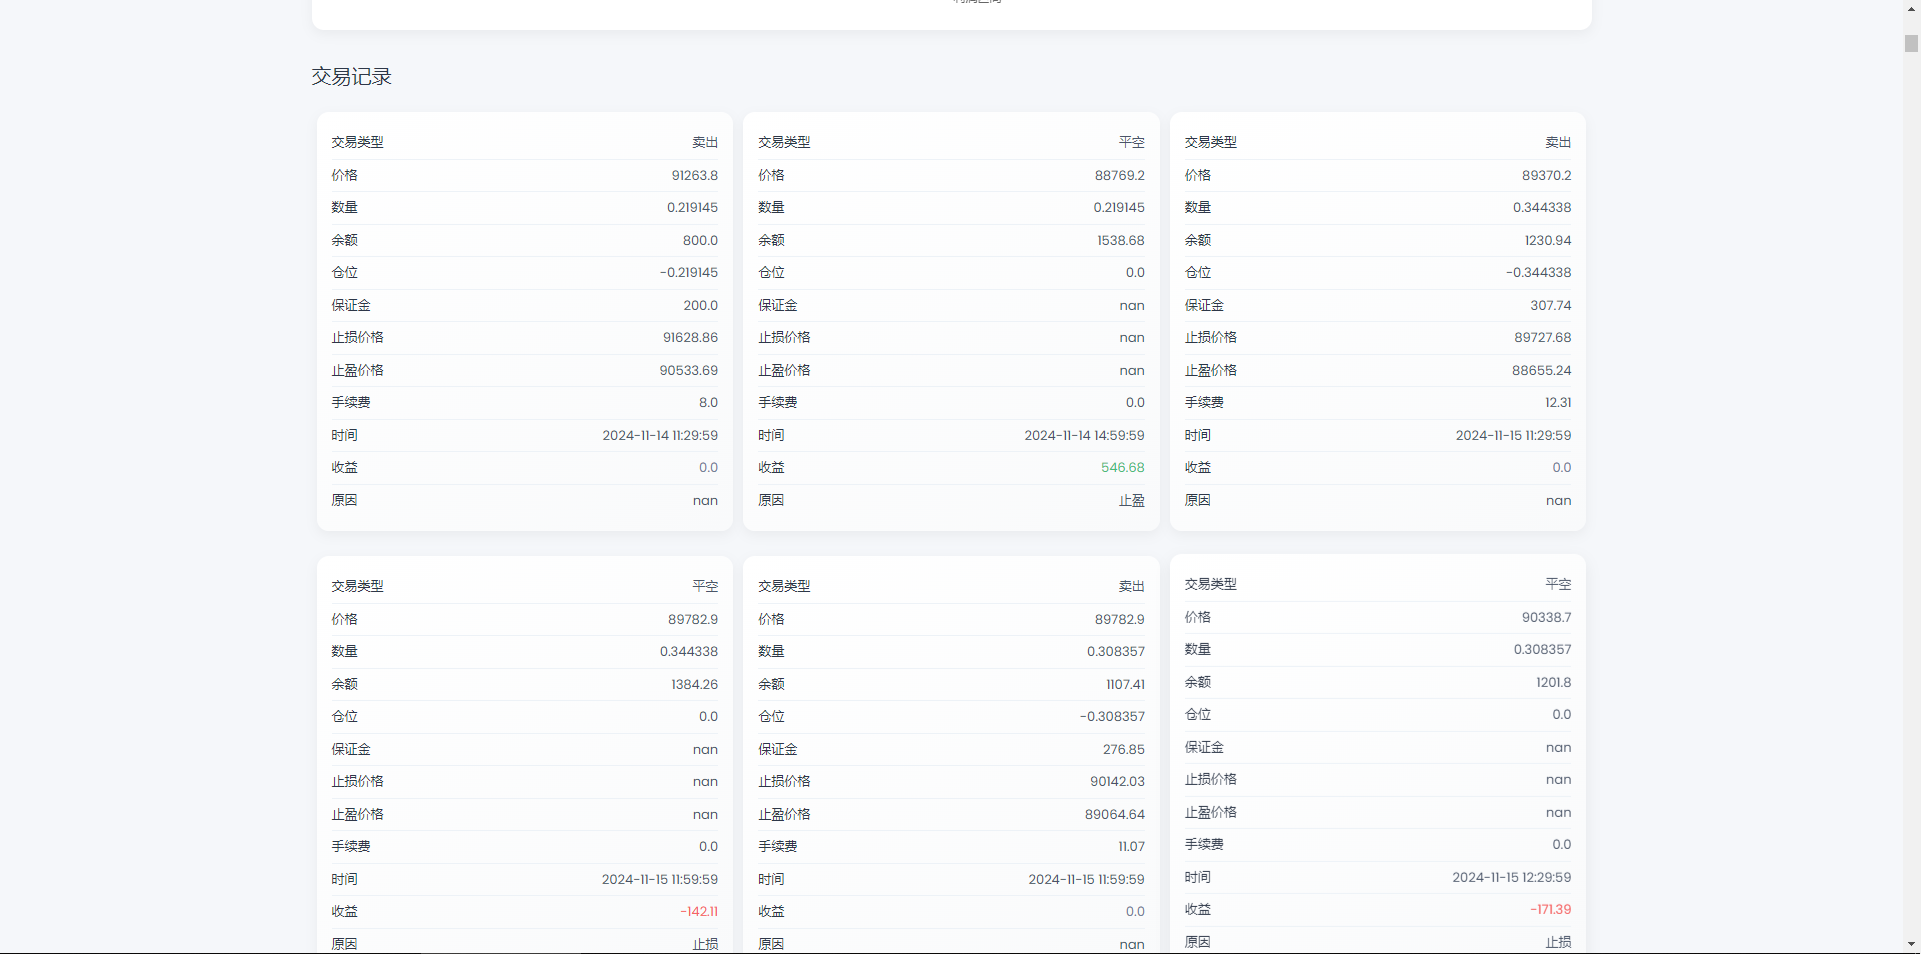 交易记录
交易类型 卖出
价格 91263.8
数量 0.219145
余额 800.0
仓位 -0.219145
保证金 200.0
止损价格 91628.86
止盈价格 90533.69
手续费 8.0
时间 2024-11-14 11:29:59
收益 0.0
原因 nan
交易类型 平空
价格 88769.2
数量 0.219145
余额 1538.68
仓位 0.0
保证金 nan
止损价格 nan
止盈价格 nan
手续费 0.0
时间 2024-11-14 14:59:59
收益 546.68
原因 止盈
交易类型 卖出
价格 89370.2
数量 0.344338
余额 1230.94
仓位 -0.344338
保证金 307.74
止损价格 89727.68
止盈价格 88655.24
手续费 12.31
时间 2024-11-15 11:29:59
收益 0.0
原因 nan
交易类型 平空
价格 89782.9
数量 0.344338
余额 1384.26
仓位 0.0
保证金 nan
止损价格 nan
止盈价格 nan
手续费 0.0
时间 2024-11-15 11:59:59
收益 -142.11
原因 止损
交易类型 卖出
价格 89782.9
数量 0.308357
余额 1107.41
仓位 -0.308357
保证金 276.85
止损价格 90142.03
止盈价格 89064.64
手续费 11.07
时间 2024-11-15 11:59:59
收益 0.0
原因 nan
交易类型 平空
价格 90338.7
数量 0.308357
余额 1201.8
仓位 0.0
保证金 nan
止损价格 nan
止盈价格 nan
手续费 0.0
时间 2024-11-15 12:29:59
收益 -171.39
原因 止损